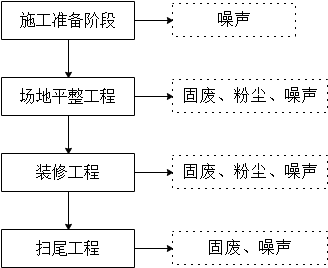 施工准备阶段
噪声
场地平整工程
固废、粉尘、噪声
装修工程
固废、粉尘、噪声
扫尾工程
固废、噪声